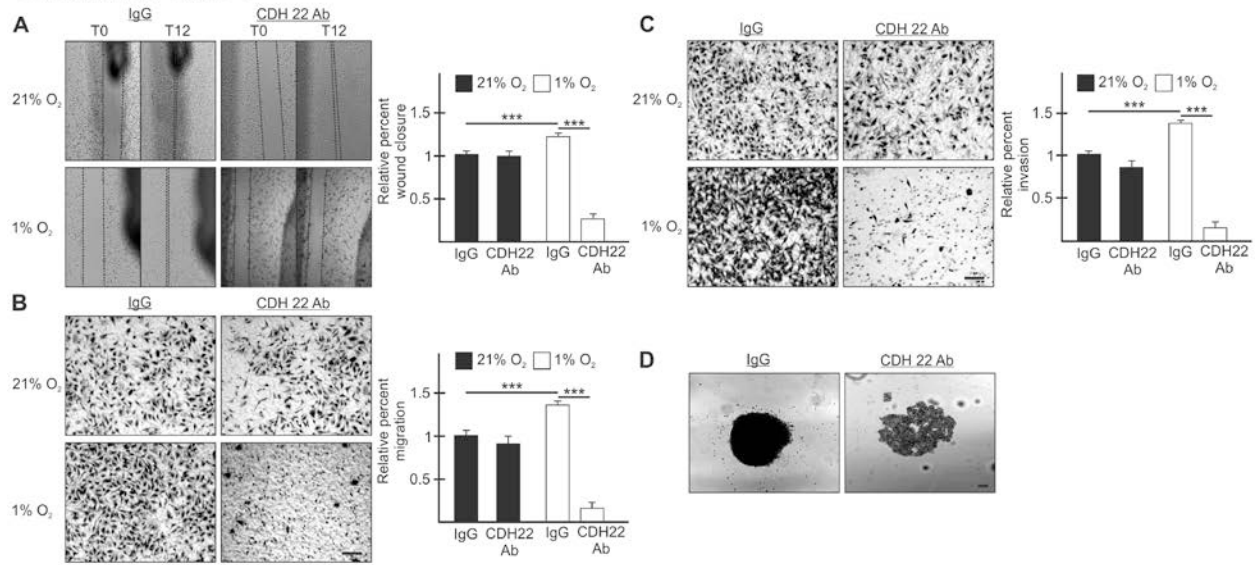 A
IgG
CDH 22 Ab
T0 T12 T0 T12
21% O₂
1% O₂
21% O₂ 1% O₂
Relative percent
wound closure
1.5
1
0.5
***
***
IgG CDH22 Ab IgG CDH22 Ab
B
IgG
CDH 22 Ab
21% O₂
1% O₂
21% O₂ 1% O₂
Relative percent
migration
1.5
1
0.5
***
***
IgG CDH22 Ab IgG CDH22 Ab
C
IgG
CDH 22 Ab
21% O₂
1% O₂
21% O₂ 1% O₂
Relative percent
invasion
1.5
1
0.5
***
***
IgG CDH22 Ab IgG CDH22 Ab
D
IgG
CDH 22 Ab